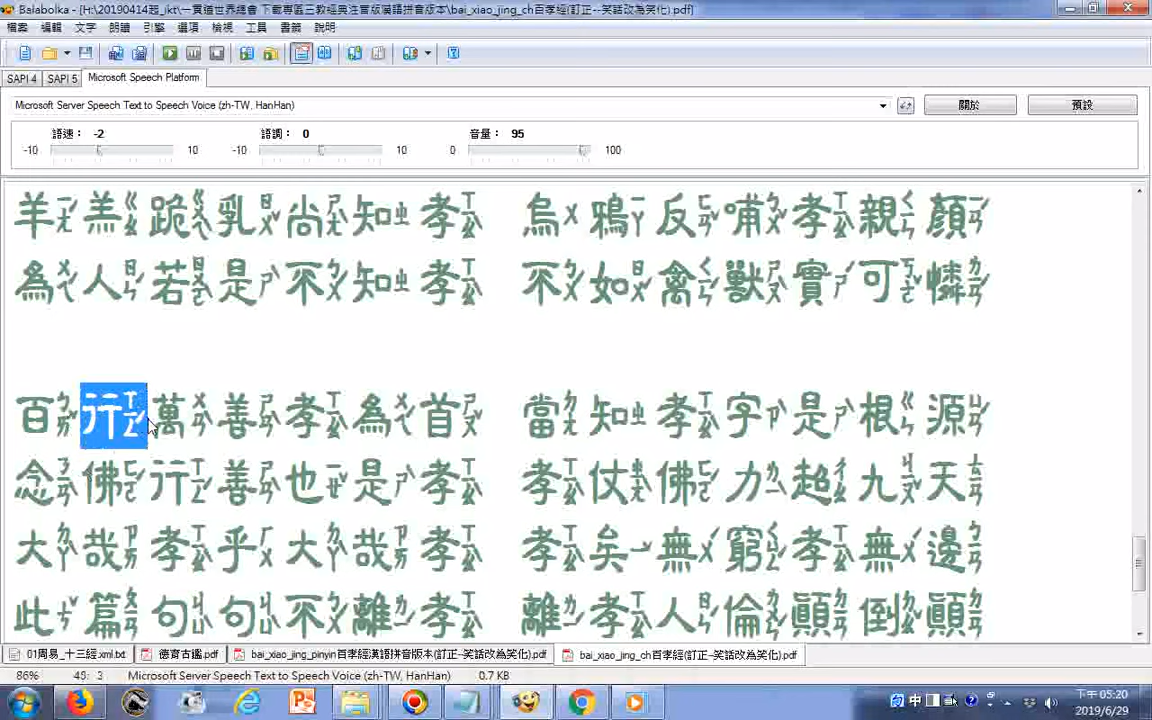 Balabolka - [H:\20190414起_jkt\一貫道世界總會 下載專區三教經典注音版漢語拼音版本\bai_xiao_jing_ch百孝經(訂正--笑話改為笑化).pdf]
檔案 編輯 文字 朗讀 引擎 選項 檢視 工具 書籤 說明
SAPI 4 SAPI 5 Microsoft Speech Platform
Microsoft Server Speech Text to Speech Voice (zh-TW, HanHan) 關於 預設
語速： -2 語調： 0 音量： 95
-10 10 -10 10 0 100
羊羔跪乳尚知孝 烏鴉反哺孝親顏
為人若是不知孝 不如禽獸實可憐
百行萬善孝為首 當知孝字是根源
念佛行善也是孝 孝仗佛力超九天
大哉孝乎大哉孝 孝矣無窮孝無邊
此篇句句不離孝 離孝人倫顛倒顛
01周易_十三經.xml.txt 德育古鑑.pdf bai_xiao_jing_pinyin百孝經漢語拼音版本(訂正--笑話改為笑化).pdf bai_xiao_jing_ch百孝經(訂正--笑話改為笑化).pdf
86% 49: 3 Microsoft Server Speech Text to Speech Voice (zh-TW, HanHan) 0.7 KB
中 下午 05:20
2019/6/29